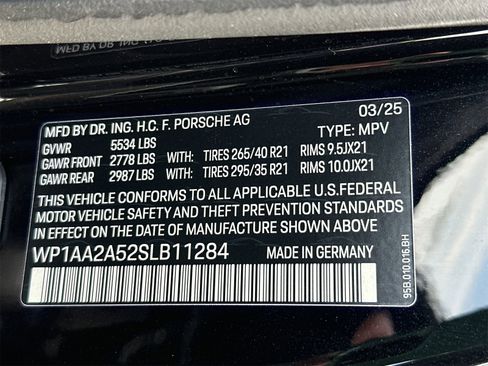 MFD BY DR. ING. H.C. F. PORSCHE AG 03/25
GVWR 5534 LBS TYPE: MPV
GAWR FRONT 2778 LBS WITH: TIRES 265/40 R21 RIMS 9.5JX21
GAWR REAR 2987 LBS WITH: TIRES 295/35 R21 RIMS 10.0JX21
THIS VEHICLE CONFORMS TO ALL APPLICABLE U.S.FEDERAL
MOTOR VEHICLE SAFETY AND THEFT PREVENTION STANDARDS
IN EFFECT ON THE DATE OF MANUFACTURE SHOWN ABOVE.
WP1AA2A52SLB11284 MADE IN GERMANY
95B.010.016.BH